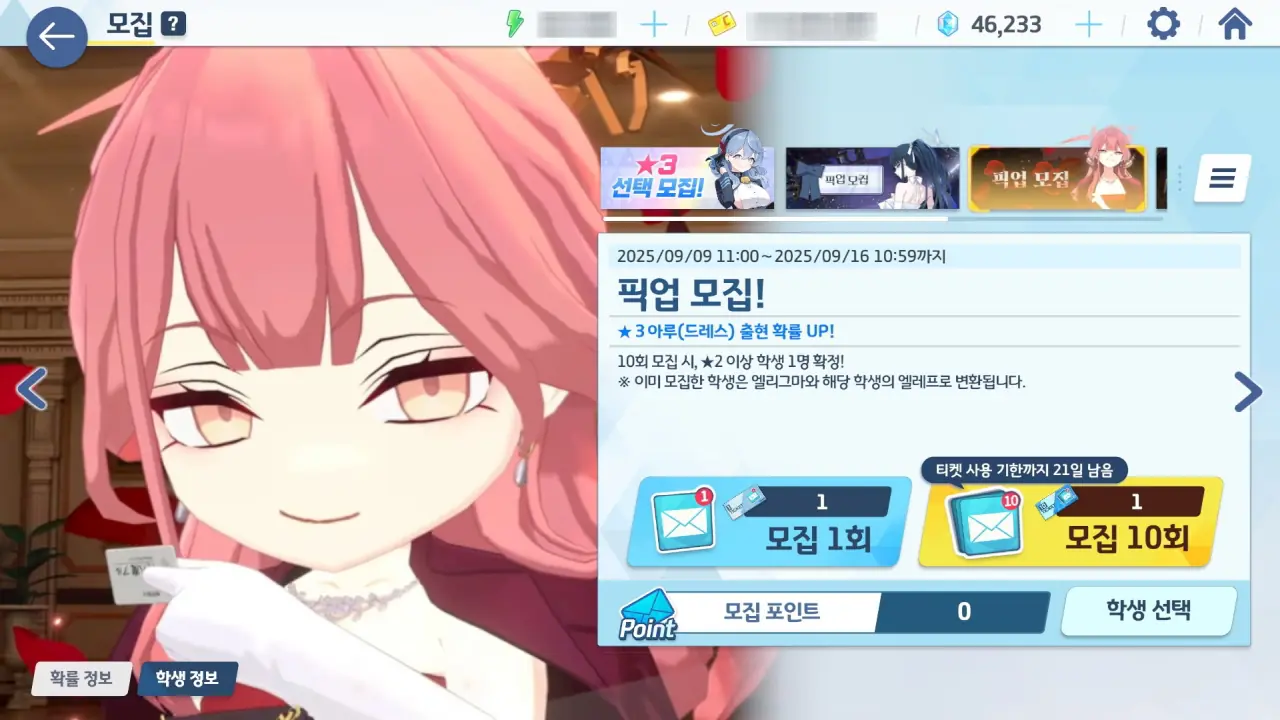 모집 ?
46,233
★3
선택 모집!
픽업 모집
픽업 모집
2025/09/09 11:00~2025/09/16 10:59까지
픽업 모집!
★3 아루(드레스) 출현 확률 UP!
10회 모집 시, ★2 이상 학생 1명 확정!
※ 이미 모집한 학생은 엘리그마와 해당 학생의 엘레프로 변환됩니다.
티켓 사용 기한까지 21일 남음
1
1
모집 1회
10
1
모집 10회
Point
모집 포인트
0
학생 선택
확률 정보
학생 정보